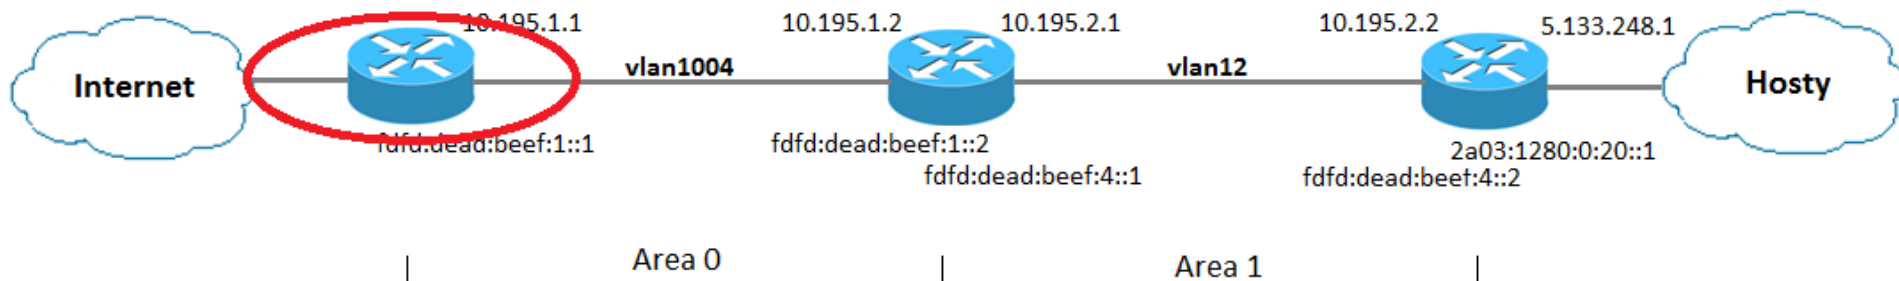 10.195.1.1
10.195.1.2
10.195.2.1
10.195.2.2
5.133.248.1
Internet
vlan1004
vlan12
Hosty
fdfd:dead:beef:1::1
fdfd:dead:beef:1::2
fdfd:dead:beef:4::1
2a03:1280:0:20::1
fdfd:dead:beef:4::2
Area 0
Area 1